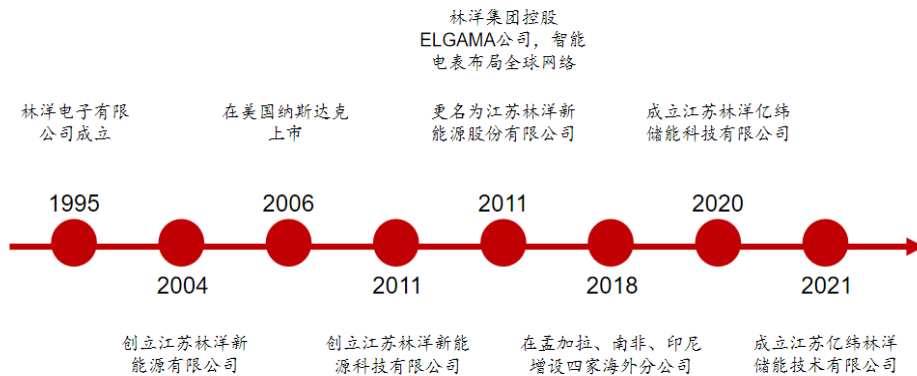 林洋集团控股
ELGAMA公司，智能
电表布局全球网络
林洋电子有限
公司成立
在美国纳斯达克
上市
更名为江苏林洋新
能源股份有限公司
成立江苏林洋亿纬
储能科技有限公司
1995
2006
2011
2020
2004
2011
2018
2021
创立江苏林洋新
能源有限公司
创立江苏林洋新能
源科技有限公司
在孟加拉、南非、印尼
增设四家海外分公司
成立江苏亿纬林洋
储能技术有限公司